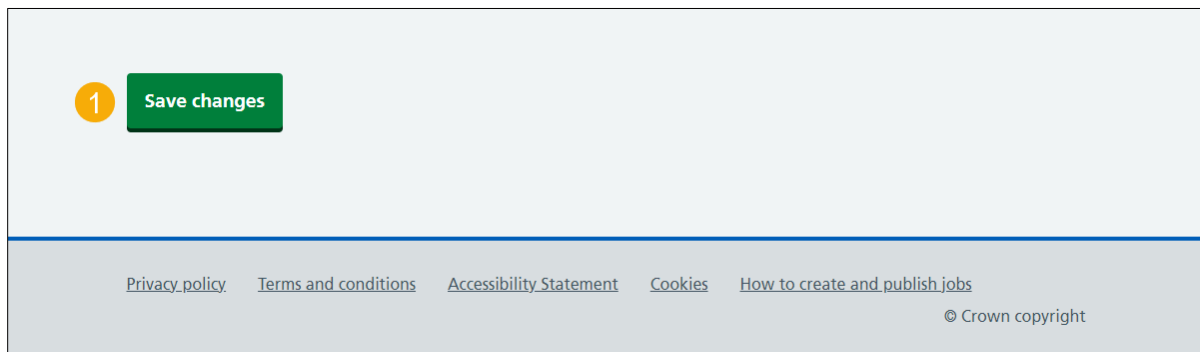 1 Save changes
Privacy policy Terms and conditions Accessibility Statement Cookies How to create and publish jobs
© Crown copyright